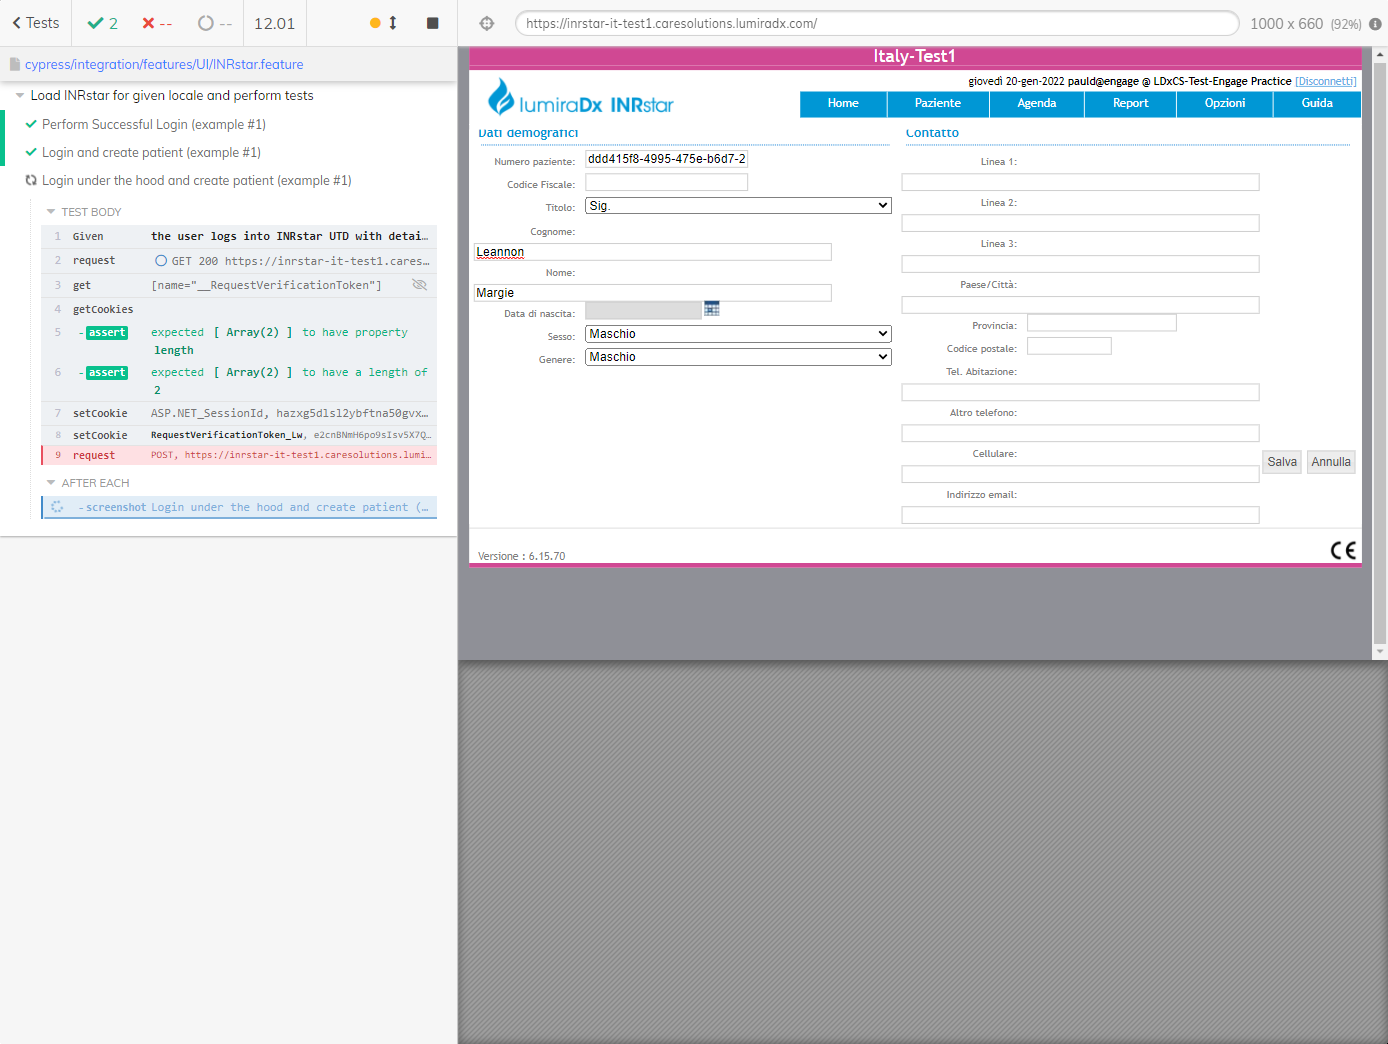 Tests
2
--
--
12.01
cypress/integration/features/UI/INRstar.feature
Load INRstar for given locale and perform tests
Perform Successful Login (example #1)
Login and create patient (example #1)
Login under the hood and create patient (example #1)
TEST BODY
1 Given the user logs into INRstar UTD with detai...
2 request GET 200 https://inrstar-it-test1.cares...
3 get [name="__RequestVerificationToken"]
4 getCookies
5 -assert expected [ Array(2) ] to have property
length
6 -assert expected [ Array(2) ] to have a length of
2
7 setCookie ASP.NET_SessionId, hazxg5dlsl2ybftna50gvx...
8 setCookie RequestVerificationToken_Lw, e2cnBNmH6po9sIsv5X7Q...
9 request POST, https://inrstar-it-test1.caresolutions.lumi...
AFTER EACH
-screenshot Login under the hood and create patient (...
https://inrstar-it-test1.caresolutions.lumiradx.com/
1000 x 660 (92%)
Italy-Test1
giovedì 20-gen-2022 pauld@engage @ LDxCS-Test-Engage Practice [Disconnetti]
lumiraDx INRstar
Home Paziente Agenda Report Opzioni Guida
Dati demografici
Numero paziente: ddd415f8-4995-475e-b6d7-2
Codice Fiscale:
Titolo: Sig.
Cognome:
Leannon
Nome:
Margie
Data di nascita:
Sesso: Maschio
Genere: Maschio
Contatto
Linea 1:
Linea 2:
Linea 3:
Paese/Città:
Provincia:
Codice postale:
Tel. Abitazione:
Altro telefono:
Cellulare:
Indirizzo email:
Salva Annulla
Versione : 6.15.70
CE